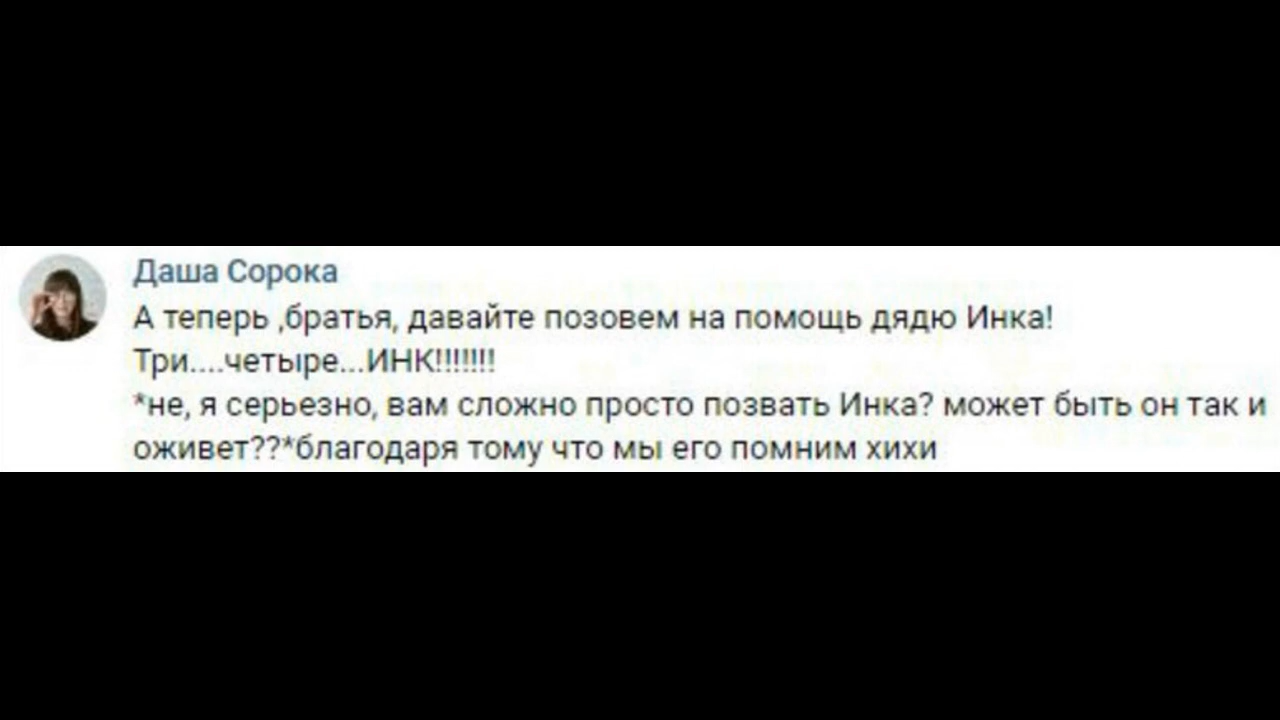 Даша Сорока
А теперь ,братья, давайте позовем на помощь дядю Инка!
Три....четыре...ИНК!!!!!!!
*не, я серьезно, вам сложно просто позвать Инка? может быть он так и
оживет??*благодаря тому что мы его помним хихи